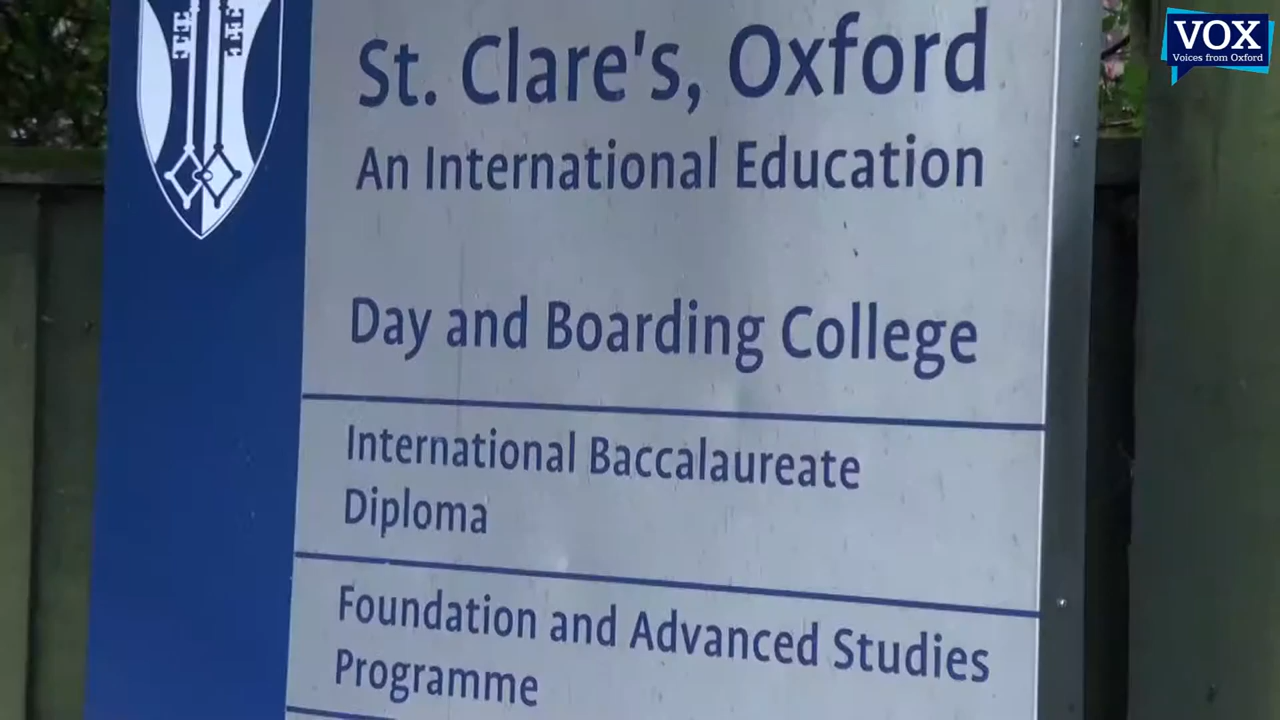 VOX
Voices from Oxford
St. Clare's, Oxford
An International Education
Day and Boarding College
International Baccalaureate
Diploma
Foundation and Advanced Studies
Programme